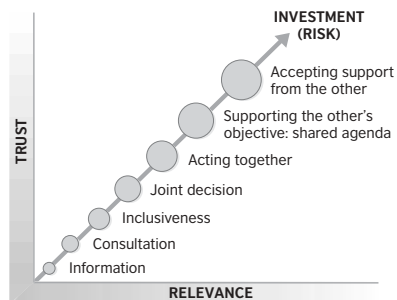 INVESTMENT
(RISK)
Accepting support
from the other
Supporting the other's
objective: shared agenda
Acting together
Joint decision
Inclusiveness
Consultation
Information
TRUST
RELEVANCE